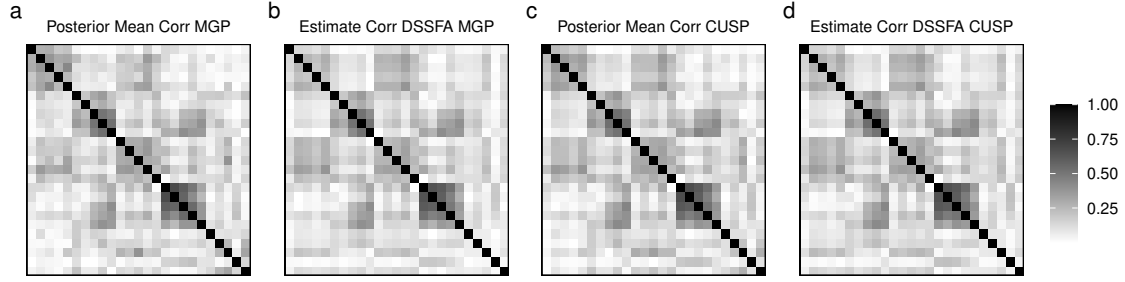 a
Posterior Mean Corr MGP
b
Estimate Corr DSSFA MGP
c
Posterior Mean Corr CUSP
d
Estimate Corr DSSFA CUSP
1.00
0.75
0.50
0.25